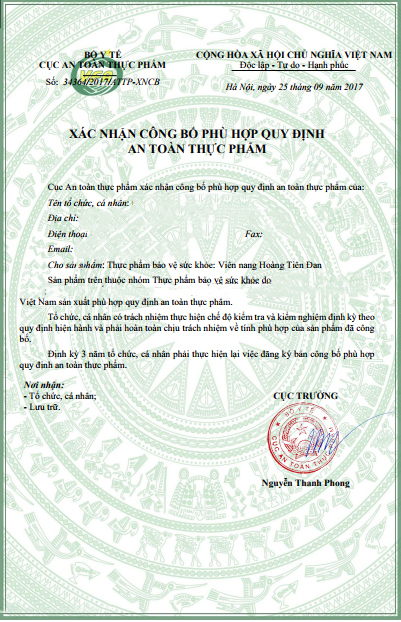 BỘ Y TẾ
CỤC AN TOÀN THỰC PHẨM
Số: 34364/2017/ATTP-XNCB
CỘNG HÒA XÃ HỘI CHỦ NGHĨA VIỆT NAM
Độc lập - Tự do - Hạnh phúc
Hà Nội, ngày 25 tháng 09 năm 2017
XÁC NHẬN CÔNG BỐ PHÙ HỢP QUY ĐỊNH
AN TOÀN THỰC PHẨM
Cục An toàn thực phẩm xác nhận công bố phù hợp quy định an toàn thực phẩm của:
Tên tổ chức, cá nhân:
Địa chỉ:
Điện thoại Fax:
Email:
Cho sản phẩm: Thực phẩm bảo vệ sức khỏe: Viên nang Hoàng Tiên Đan
Sản phẩm trên thuộc nhóm Thực phẩm bảo vệ sức khỏe do
Việt Nam sản xuất phù hợp quy định an toàn thực phẩm.
Tổ chức, cá nhân có trách nhiệm thực hiện chế độ kiểm tra và kiểm nghiệm định kỳ theo
quy định hiện hành và phải hoàn toàn chịu trách nhiệm về tính phù hợp của sản phẩm đã công
bố.
Định kỳ 3 năm tổ chức, cá nhân phải thực hiện lại việc đăng ký bản công bố phù hợp
quy định an toàn thực phẩm.
Nơi nhận:
- Tổ chức, cá nhân;
- Lưu trữ.
CỤC TRƯỞNG
BỘ Y TẾ
CỤC AN TOÀN THỰC
Nguyễn Thanh Phong